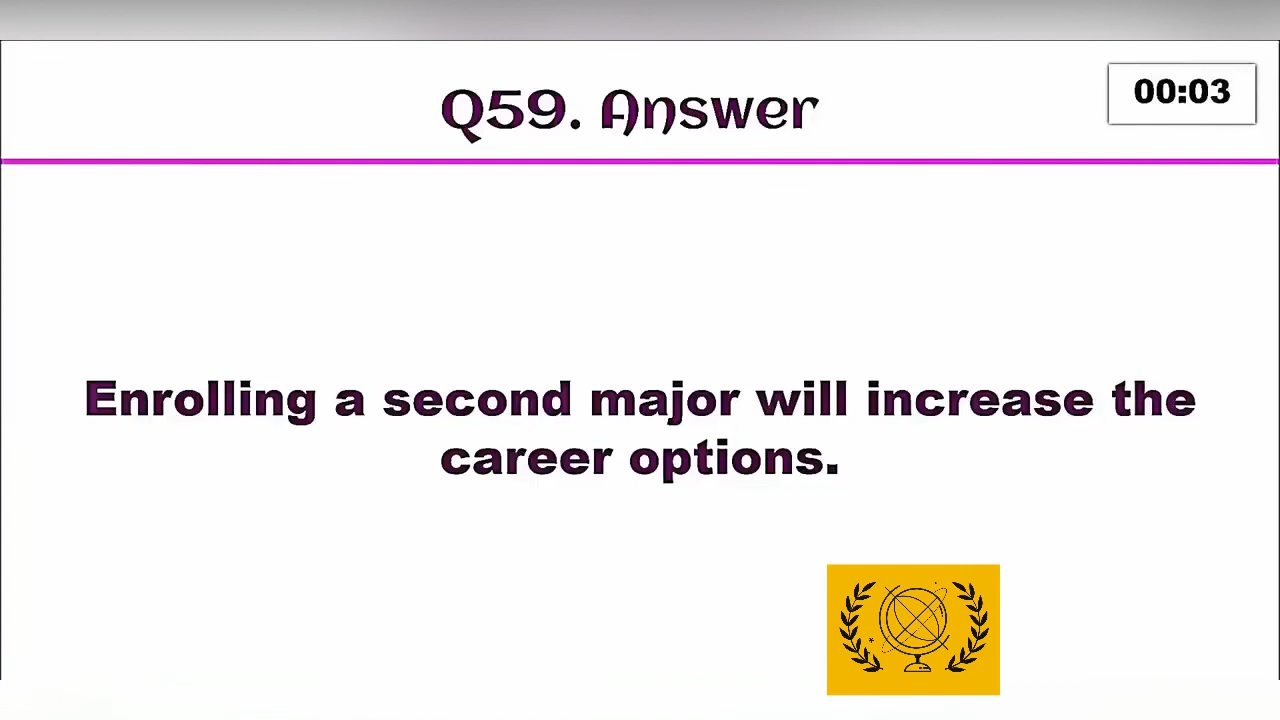 Q59. Answer
00:03
Enrolling a second major will increase the
career options.